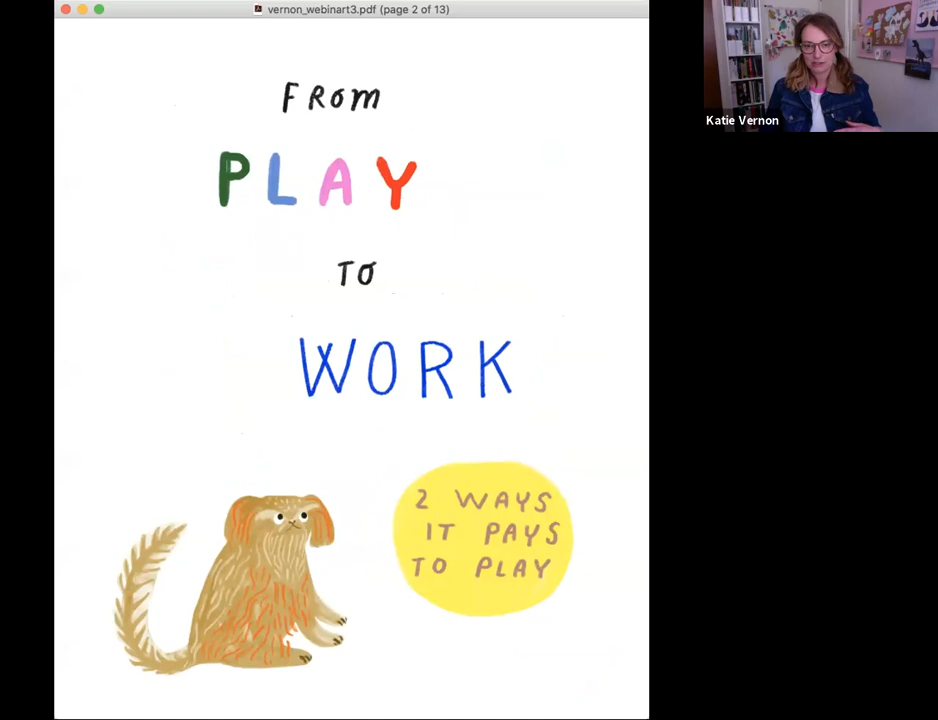 vernon_webinart3.pdf (page 2 of 13)
FROM
PLAY
TO
WORK
2 WAYS
IT PAYS
TO PLAY
Katie Vernon